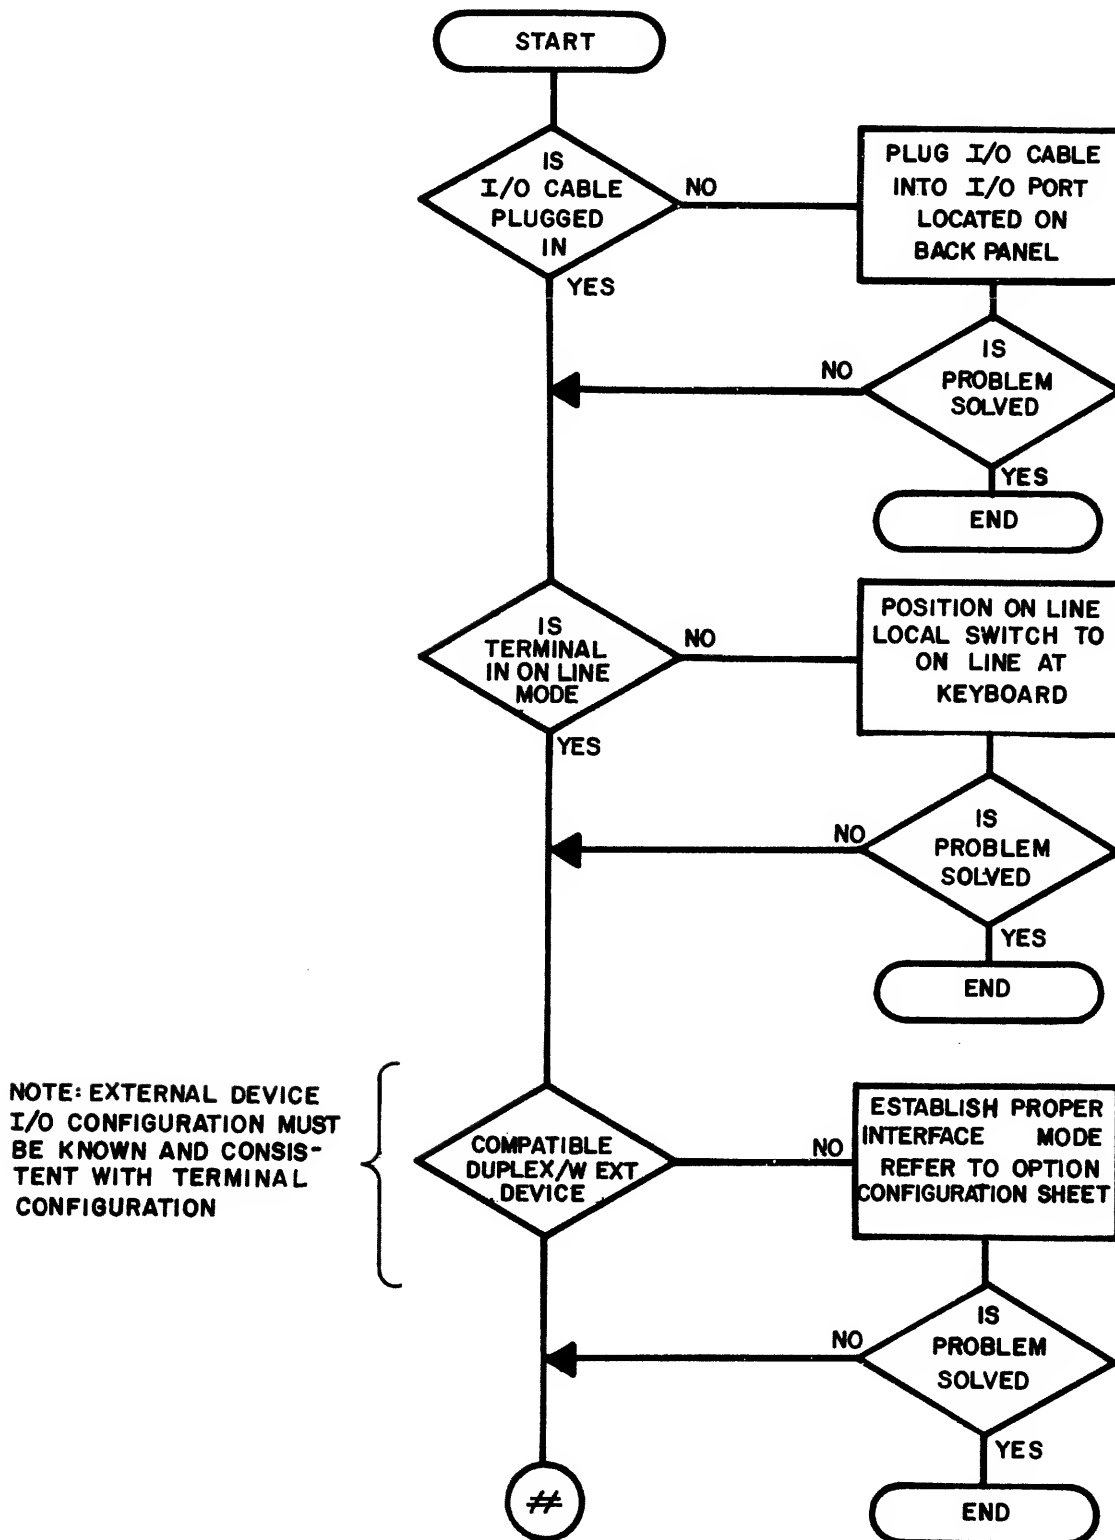 START
IS
I/O CABLE
PLUGGED
IN
NO
YES
PLUG I/O CABLE
INTO I/O PORT
LOCATED ON
BACK PANEL
IS
PROBLEM
SOLVED
NO
YES
END
IS
TERMINAL
IN ON LINE
MODE
NO
YES
POSITION ON LINE
LOCAL SWITCH TO
ON LINE AT
KEYBOARD
IS
PROBLEM
SOLVED
NO
YES
END
NOTE: EXTERNAL DEVICE
I/O CONFIGURATION MUST
BE KNOWN AND CONSIS-
TENT WITH TERMINAL
CONFIGURATION
COMPATIBLE
DUPLEX/W EXT
DEVICE
NO
ESTABLISH PROPER
INTERFACE MODE
REFER TO OPTION
CONFIGURATION SHEET
IS
PROBLEM
SOLVED
NO
YES
END
#